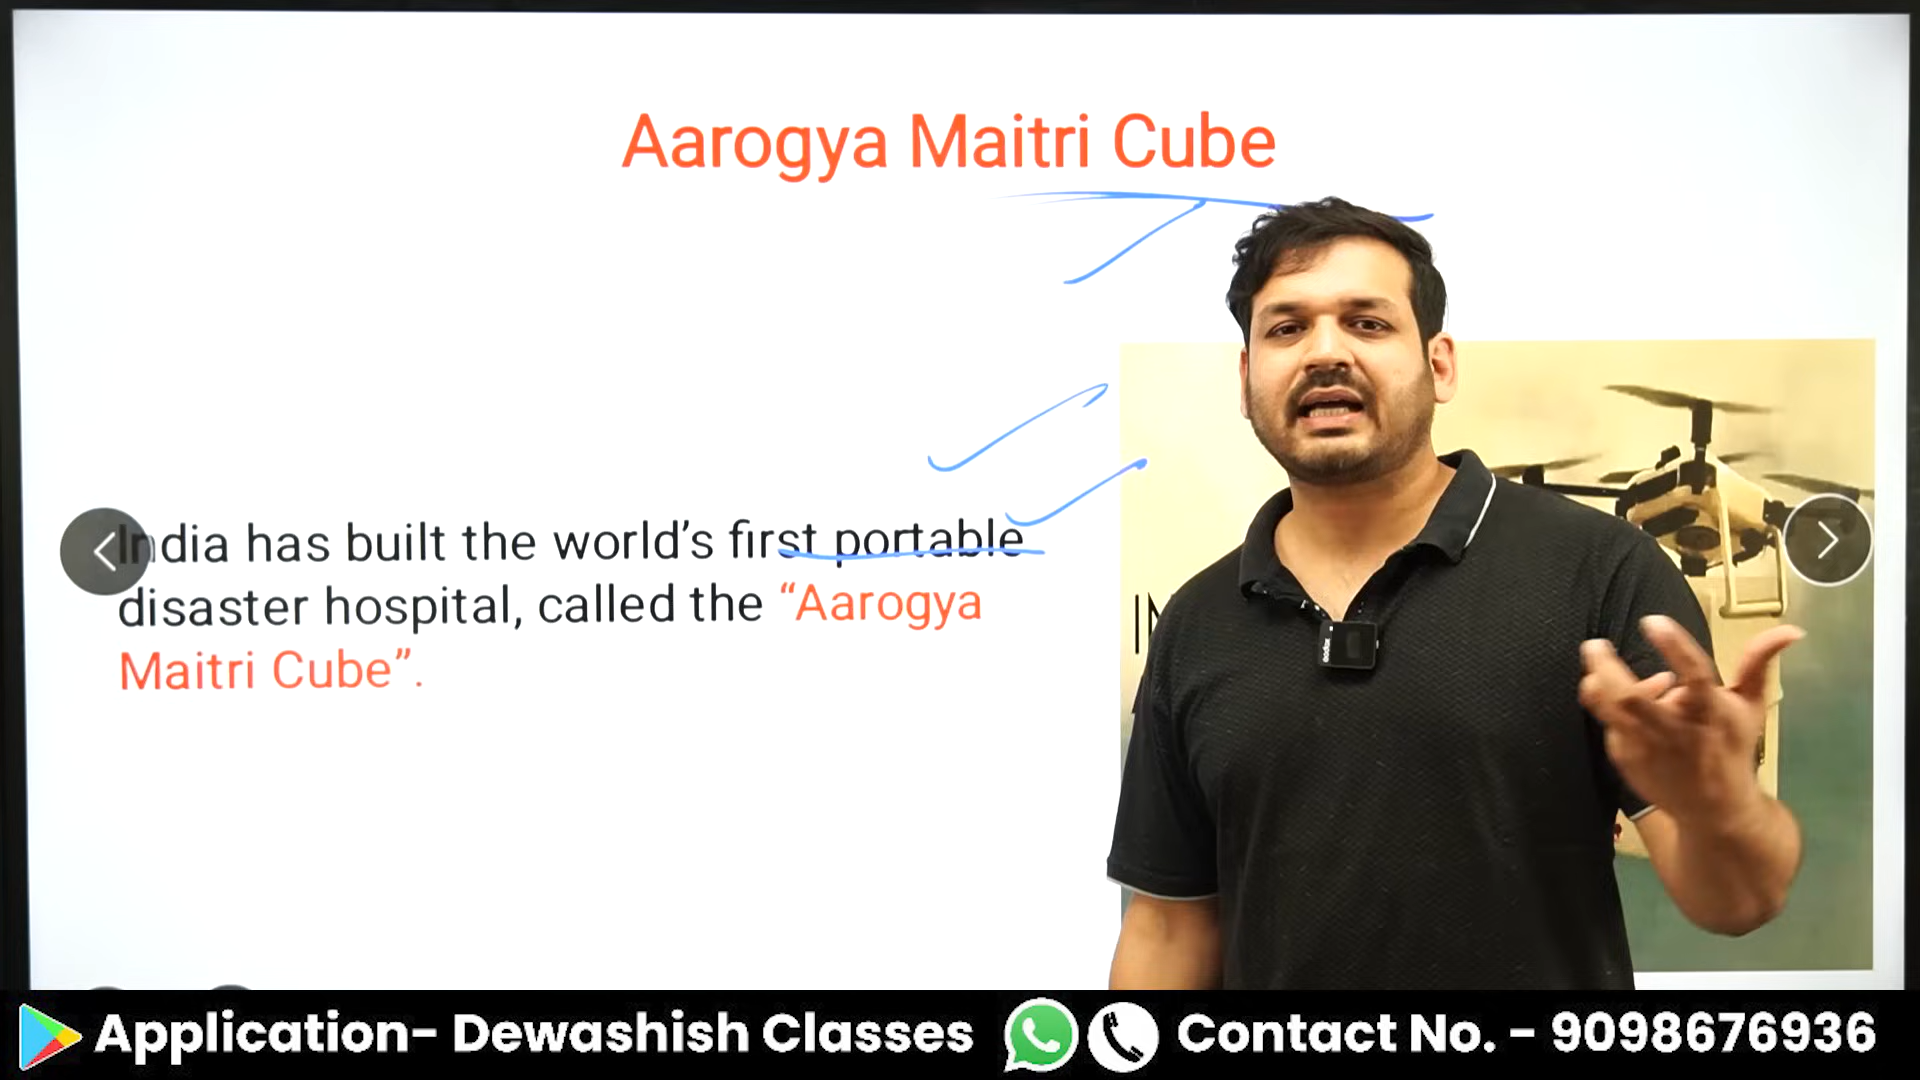 Aarogya Maitri Cube
India has built the world's first portable
disaster hospital, called the “Aarogya
Maitri Cube”.
Application- Dewashish Classes
Contact No. - 9098676936